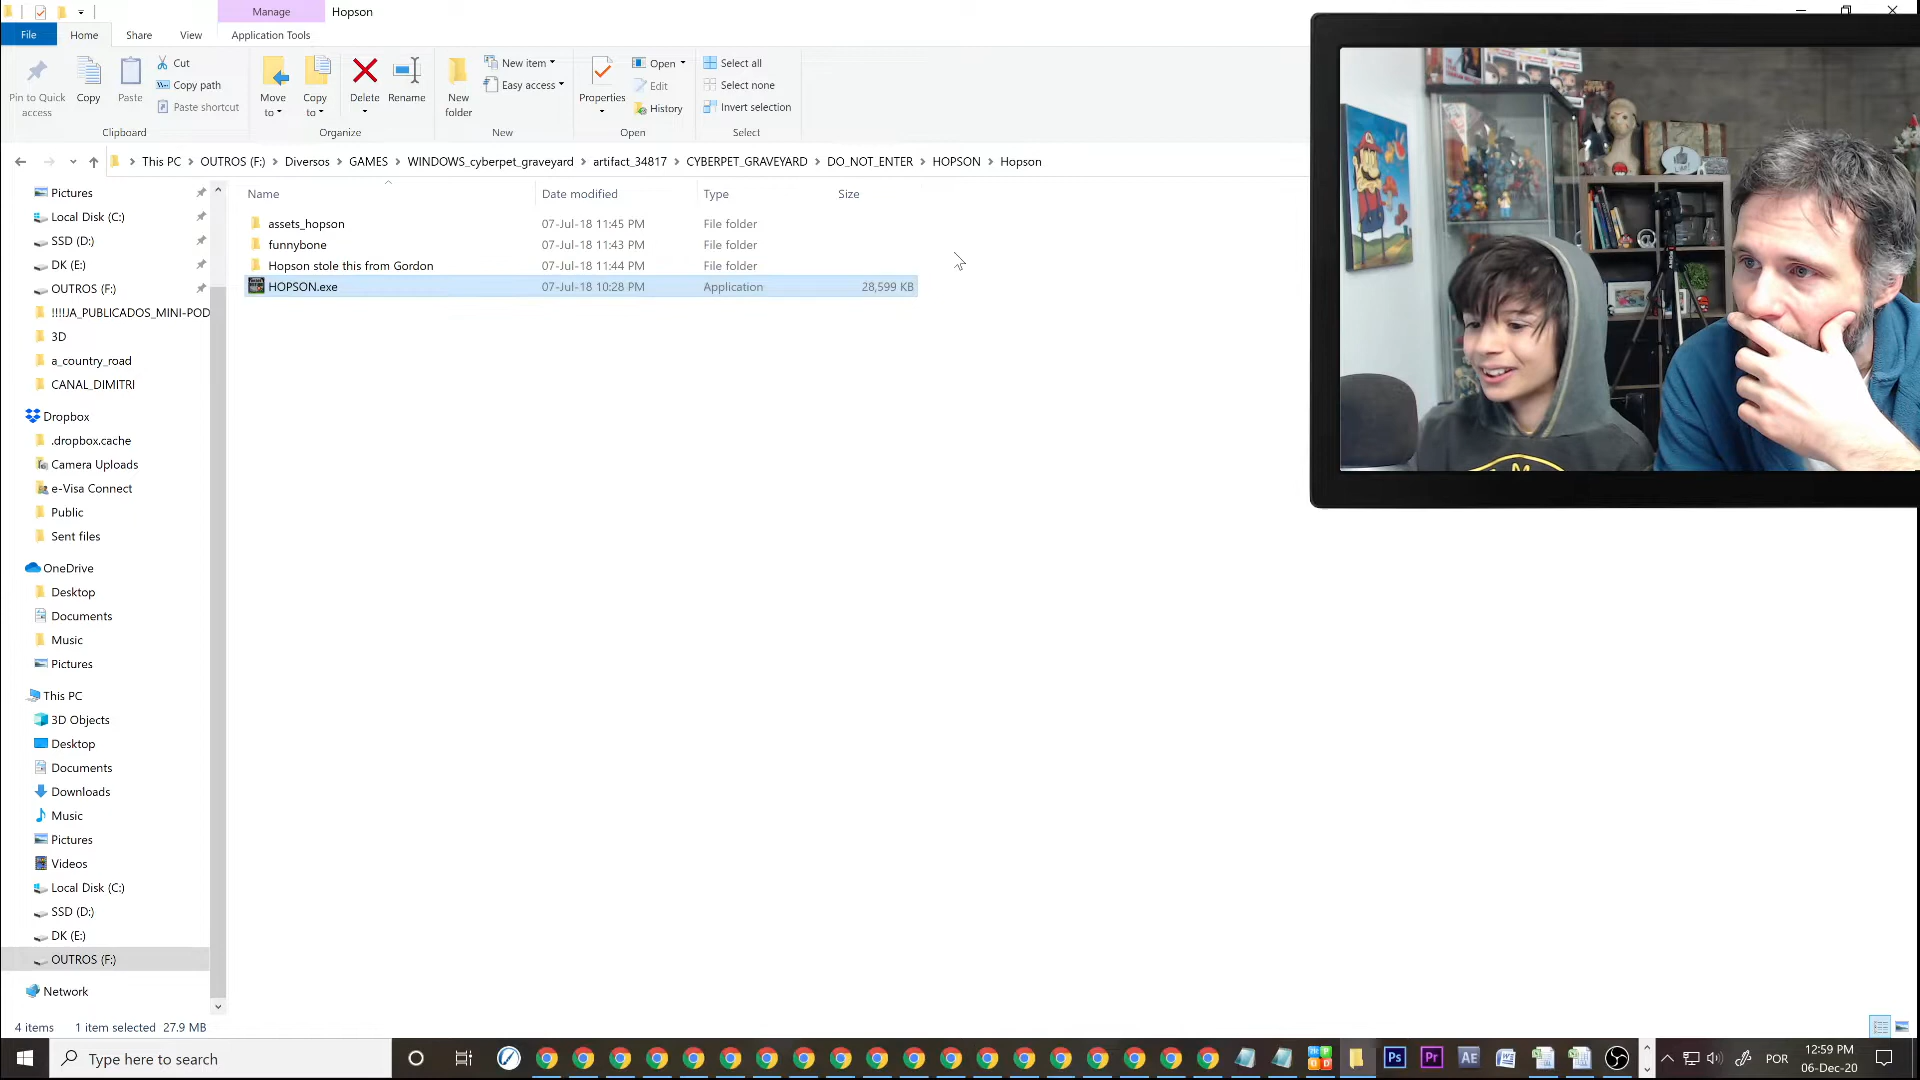 Manage
Hopson
File
Home
Share
View
Application Tools
Pin to Quick access
Copy
Paste
Cut
Copy path
Paste shortcut
Clipboard
Move to
Copy to
Delete
Rename
Organize
New folder
New item
Easy access
New
Properties
Open
Edit
History
Open
Select all
Select none
Invert selection
Select
This PC
OUTROS (F:)
Diversos
GAMES
WINDOWS_cyberpet_graveyard
artifact_34817
CYBERPET_GRAVEYARD
DO_NOT_ENTER
HOPSON
Hopson
Name
Date modified
Type
Size
assets_hopson 07-Jul-18 11:45 PM File folder
funnybone 07-Jul-18 11:43 PM File folder
Hopson stole this from Gordon 07-Jul-18 11:44 PM File folder
HOPSON.exe 07-Jul-18 10:28 PM Application 28,599 KB
Pictures
Local Disk (C:)
SSD (D:)
DK (E:)
OUTROS (F:)
!!!!JA_PUBLICADOS_MINI-POD
3D
a_country_road
CANAL_DIMITRI
Dropbox
.dropbox.cache
Camera Uploads
e-Visa Connect
Public
Sent files
OneDrive
Desktop
Documents
Music
Pictures
This PC
3D Objects
Desktop
Documents
Downloads
Music
Pictures
Videos
Local Disk (C:)
SSD (D:)
DK (E:)
OUTROS (F:)
Network
4 items 1 item selected 27.9 MB
Type here to search
Ps
Pr
AE
POR
12:59 PM
06-Dec-20